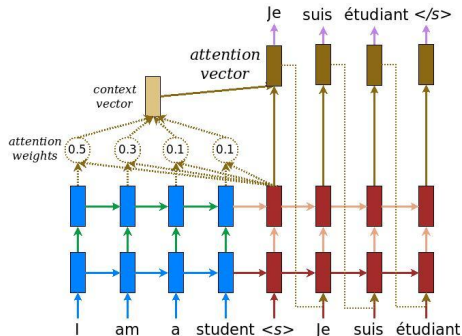 Je suis étudiant </s>
attention
vector
context
vector
attention
weights
0.5 0.3 0.1 0.1
I am a student <s> Je suis étudiant